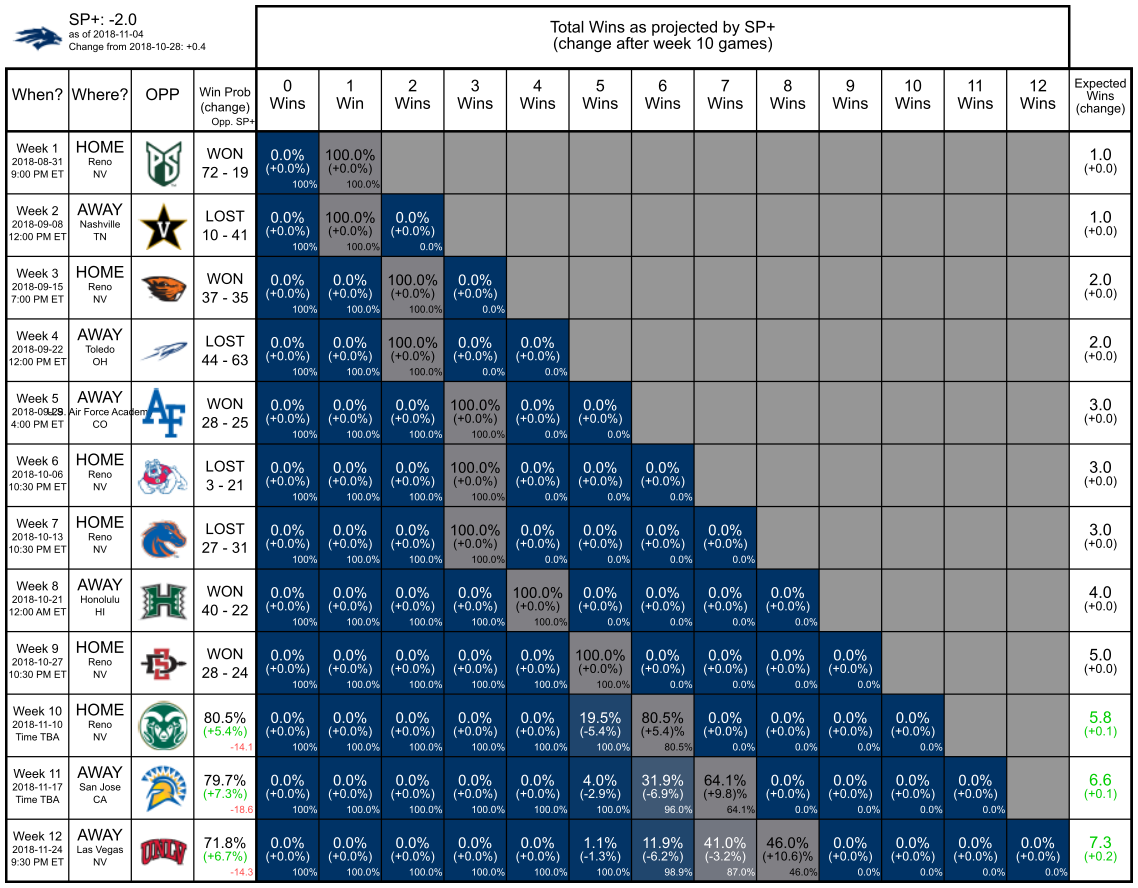 SP+: -2.0
as of 2018-11-04
Change from 2018-10-28: +0.4
Total Wins as projected by SP+
(change after week 10 games)
When? Where? OPP Win Prob (change) Opp. SP+ 0 Wins 1 Win 2 Wins 3 Wins 4 Wins 5 Wins 6 Wins 7 Wins 8 Wins 9 Wins 10 Wins 11 Wins 12 Wins Expected Wins (change)
Week 1 HOME WON 0.0% 100.0% 1.0
2018-08-31 Reno 72 - 19 (+0.0%) (+0.0%) (+0.0)
9:00 PM ET NV 100% 100.0%
Week 2 AWAY LOST 0.0% 100.0% 0.0% 1.0
2018-09-08 Nashville 10 - 41 (+0.0%) (+0.0%) (+0.0%) (+0.0)
12:00 PM ET TN 100% 100.0% 0.0%
Week 3 HOME WON 0.0% 0.0% 100.0% 0.0% 2.0
2018-09-15 Reno 37 - 35 (+0.0%) (+0.0%) (+0.0%) (+0.0%) (+0.0)
7:00 PM ET NV 100% 100.0% 100.0% 0.0%
Week 4 AWAY LOST 0.0% 0.0% 100.0% 0.0% 0.0% 2.0
2018-09-22 Toledo 44 - 63 (+0.0%) (+0.0%) (+0.0%) (+0.0%) (+0.0%) (+0.0)
12:00 PM ET OH 100% 100.0% 100.0% 0.0% 0.0%
Week 5 AWAY AF WON 0.0% 0.0% 0.0% 100.0% 0.0% 0.0% 3.0
2018-09-29 U.S. Air Force Academy 28 - 25 (+0.0%) (+0.0%) (+0.0%) (+0.0%) (+0.0%) (+0.0%) (+0.0)
4:00 PM ET CO 100% 100.0% 100.0% 100.0% 0.0% 0.0%
Week 6 HOME LOST 0.0% 0.0% 0.0% 100.0% 0.0% 0.0% 0.0% 3.0
2018-10-06 Reno 3 - 21 (+0.0%) (+0.0%) (+0.0%) (+0.0%) (+0.0%) (+0.0%) (+0.0%) (+0.0)
10:30 PM ET NV 100% 100.0% 100.0% 100.0% 0.0% 0.0% 0.0%
Week 7 HOME LOST 0.0% 0.0% 0.0% 100.0% 0.0% 0.0% 0.0% 0.0% 3.0
2018-10-13 Reno 27 - 31 (+0.0%) (+0.0%) (+0.0%) (+0.0%) (+0.0%) (+0.0%) (+0.0%) (+0.0%) (+0.0)
10:30 PM ET NV 100% 100.0% 100.0% 100.0% 0.0% 0.0% 0.0% 0.0%
Week 8 AWAY H WON 0.0% 0.0% 0.0% 0.0% 100.0% 0.0% 0.0% 0.0% 0.0% 4.0
2018-10-21 Honolulu 40 - 22 (+0.0%) (+0.0%) (+0.0%) (+0.0%) (+0.0%) (+0.0%) (+0.0%) (+0.0%) (+0.0%) (+0.0)
12:00 AM ET HI 100% 100.0% 100.0% 100.0% 100.0% 0.0% 0.0% 0.0% 0.0%
Week 9 HOME WON 0.0% 0.0% 0.0% 0.0% 0.0% 100.0% 0.0% 0.0% 0.0% 0.0% 5.0
2018-10-27 Reno 28 - 24 (+0.0%) (+0.0%) (+0.0%) (+0.0%) (+0.0%) (+0.0%) (+0.0%) (+0.0%) (+0.0%) (+0.0%) (+0.0)
10:30 PM ET NV 100% 100.0% 100.0% 100.0% 100.0% 100.0% 0.0% 0.0% 0.0% 0.0%
Week 10 HOME 80.5% 0.0% 0.0% 0.0% 0.0% 0.0% 19.5% 80.5% 0.0% 0.0% 0.0% 0.0% 5.8
2018-11-10 Reno (+5.4%) (+0.0%) (+0.0%) (+0.0%) (+0.0%) (+0.0%) (-5.4%) (+5.4)% (+0.0%) (+0.0%) (+0.0%) (+0.0%) (+0.1)
Time TBA NV -14.1 100% 100.0% 100.0% 100.0% 100.0% 100.0% 80.5% 0.0% 0.0% 0.0% 0.0%
Week 11 AWAY 79.7% 0.0% 0.0% 0.0% 0.0% 0.0% 4.0% 31.9% 64.1% 0.0% 0.0% 0.0% 0.0% 6.6
2018-11-17 San Jose (+7.3%) (+0.0%) (+0.0%) (+0.0%) (+0.0%) (+0.0%) (-2.9%) (-6.9%) (+9.8)% (+0.0%) (+0.0%) (+0.0%) (+0.0%) (+0.1)
Time TBA CA -18.6 100% 100.0% 100.0% 100.0% 100.0% 100.0% 96.0% 64.1% 0.0% 0.0% 0.0% 0.0%
Week 12 AWAY UNLV 71.8% 0.0% 0.0% 0.0% 0.0% 0.0% 1.1% 11.9% 41.0% 46.0% 0.0% 0.0% 0.0% 0.0% 7.3
2018-11-24 Las Vegas (+6.7%) (+0.0%) (+0.0%) (+0.0%) (+0.0%) (+0.0%) (-1.3%) (-6.2%) (-3.2%) (+10.6)% (+0.0%) (+0.0%) (+0.0%) (+0.0%) (+0.2)
9:30 PM ET NV -14.3 100% 100.0% 100.0% 100.0% 100.0% 100.0% 98.9% 87.0% 46.0% 0.0% 0.0% 0.0% 0.0%